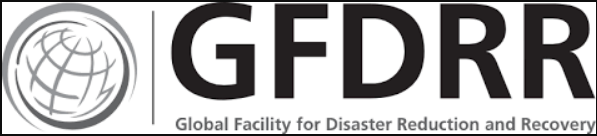 GFDRR
Global Facility for Disaster Reduction and Recovery